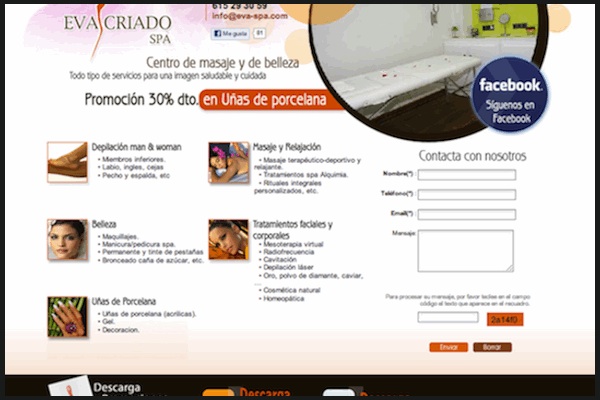 615 29 30 59
info@eva-spa.com
EVA CRIADO
SPA
Me gusta 81
Centro de masaje y de belleza
Todo tipo de servicios para una imagen saludable y cuidada
Promoción 30% dto. en Uñas de porcelana
facebook
Síguenos en
Facebook
Depilación man & woman
• Miembros inferiores.
• Labio, ingles, cejas
• Pecho y espalda, etc
Masaje y Relajación
• Masaje terapéutico-deportivo y
relajante.
• Tratamientos spa Alquimia.
• Rituales integrales
personalizados, etc.
Belleza
• Maquillajes.
• Manicura/pedicura spa.
• Permanente y tinte de pestañas
• Bronceado caña de azúcar, etc.
Tratamientos faciales y
corporales
• Mesoterapia virtual
• Radiofrecuencia
• Cavitación
• Depilación láser
• Oro, polvo de diamante, caviar,
...
• Cosmética natural
• Homeopática
Uñas de Porcelana
• Uñas de porcelana (acrílicas).
• Gel.
• Decoracion.
Contacta con nosotros
Nombre(*):
Teléfono(*):
Email(*):
Mensaje:
Para procesar su mensaje, por favor teclee en el campo
código el texto que aparece en el recuadro.
2a14f0
Enviar Borrar
Descarga
Descarga